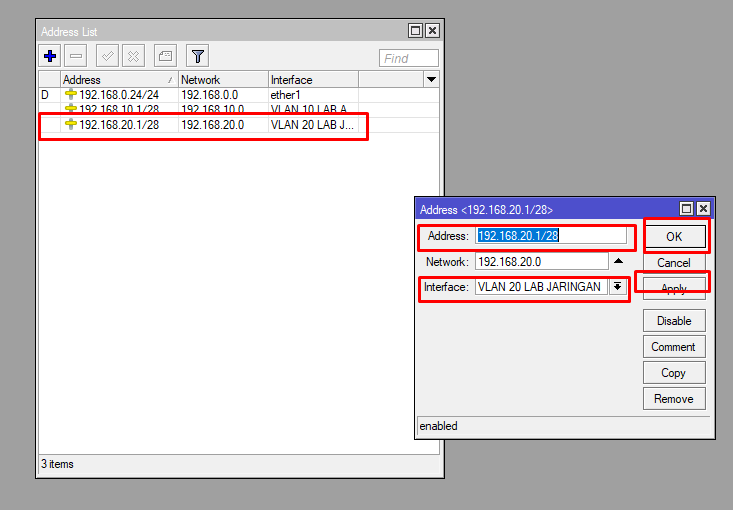 Address List
Find
Address Network Interface
D 192.168.0.24/24 192.168.0.0 ether1
192.168.10.1/28 192.168.10.0 VLAN 10 LAB A...
192.168.20.1/28 192.168.20.0 VLAN 20 LAB J...
3 items
Address <192.168.20.1/28>
Address: 192.168.20.1/28
Network: 192.168.20.0
Interface: VLAN 20 LAB JARINGAN
OK
Cancel
Apply
Disable
Comment
Copy
Remove
enabled